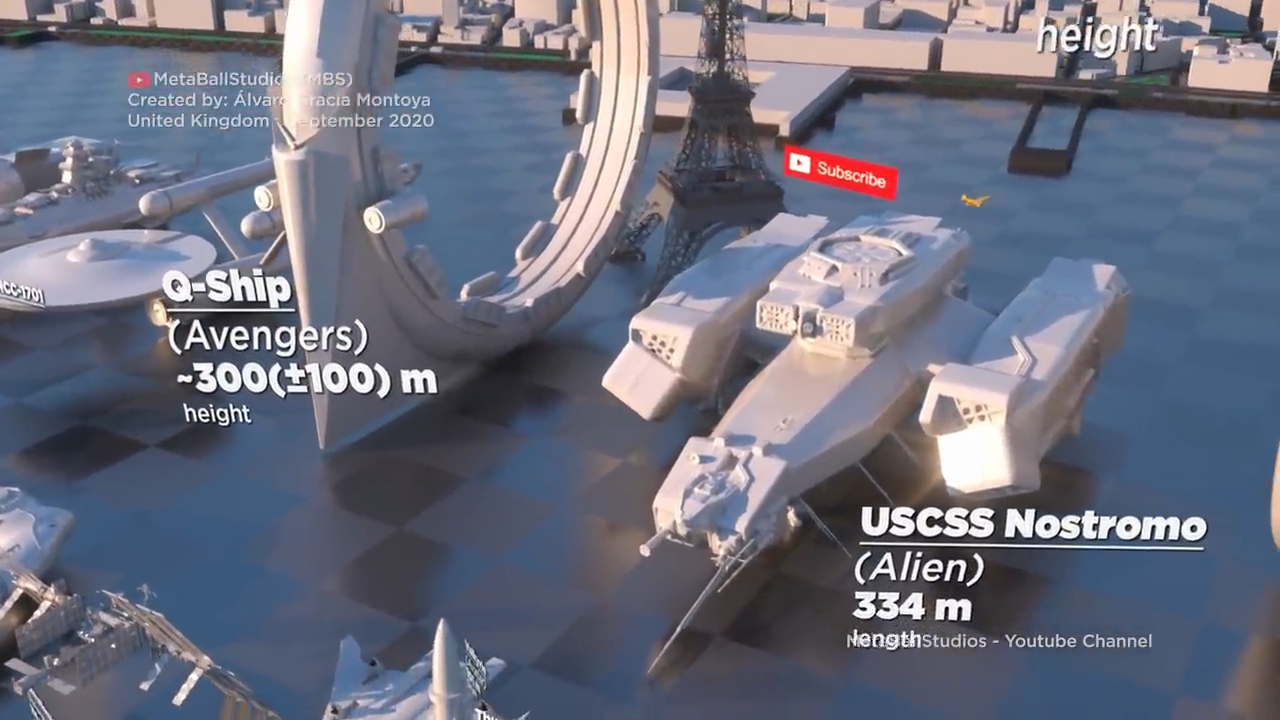 height
MetaBallStudios (MBS)
Created by: Álvaro Gracia Montoya
United Kingdom - September 2020
Subscribe
NCC-1701
Q-Ship
(Avengers)
~300(±100) m
height
USCSS Nostromo
(Alien)
334 m
length
MetaBallStudios - Youtube Channel